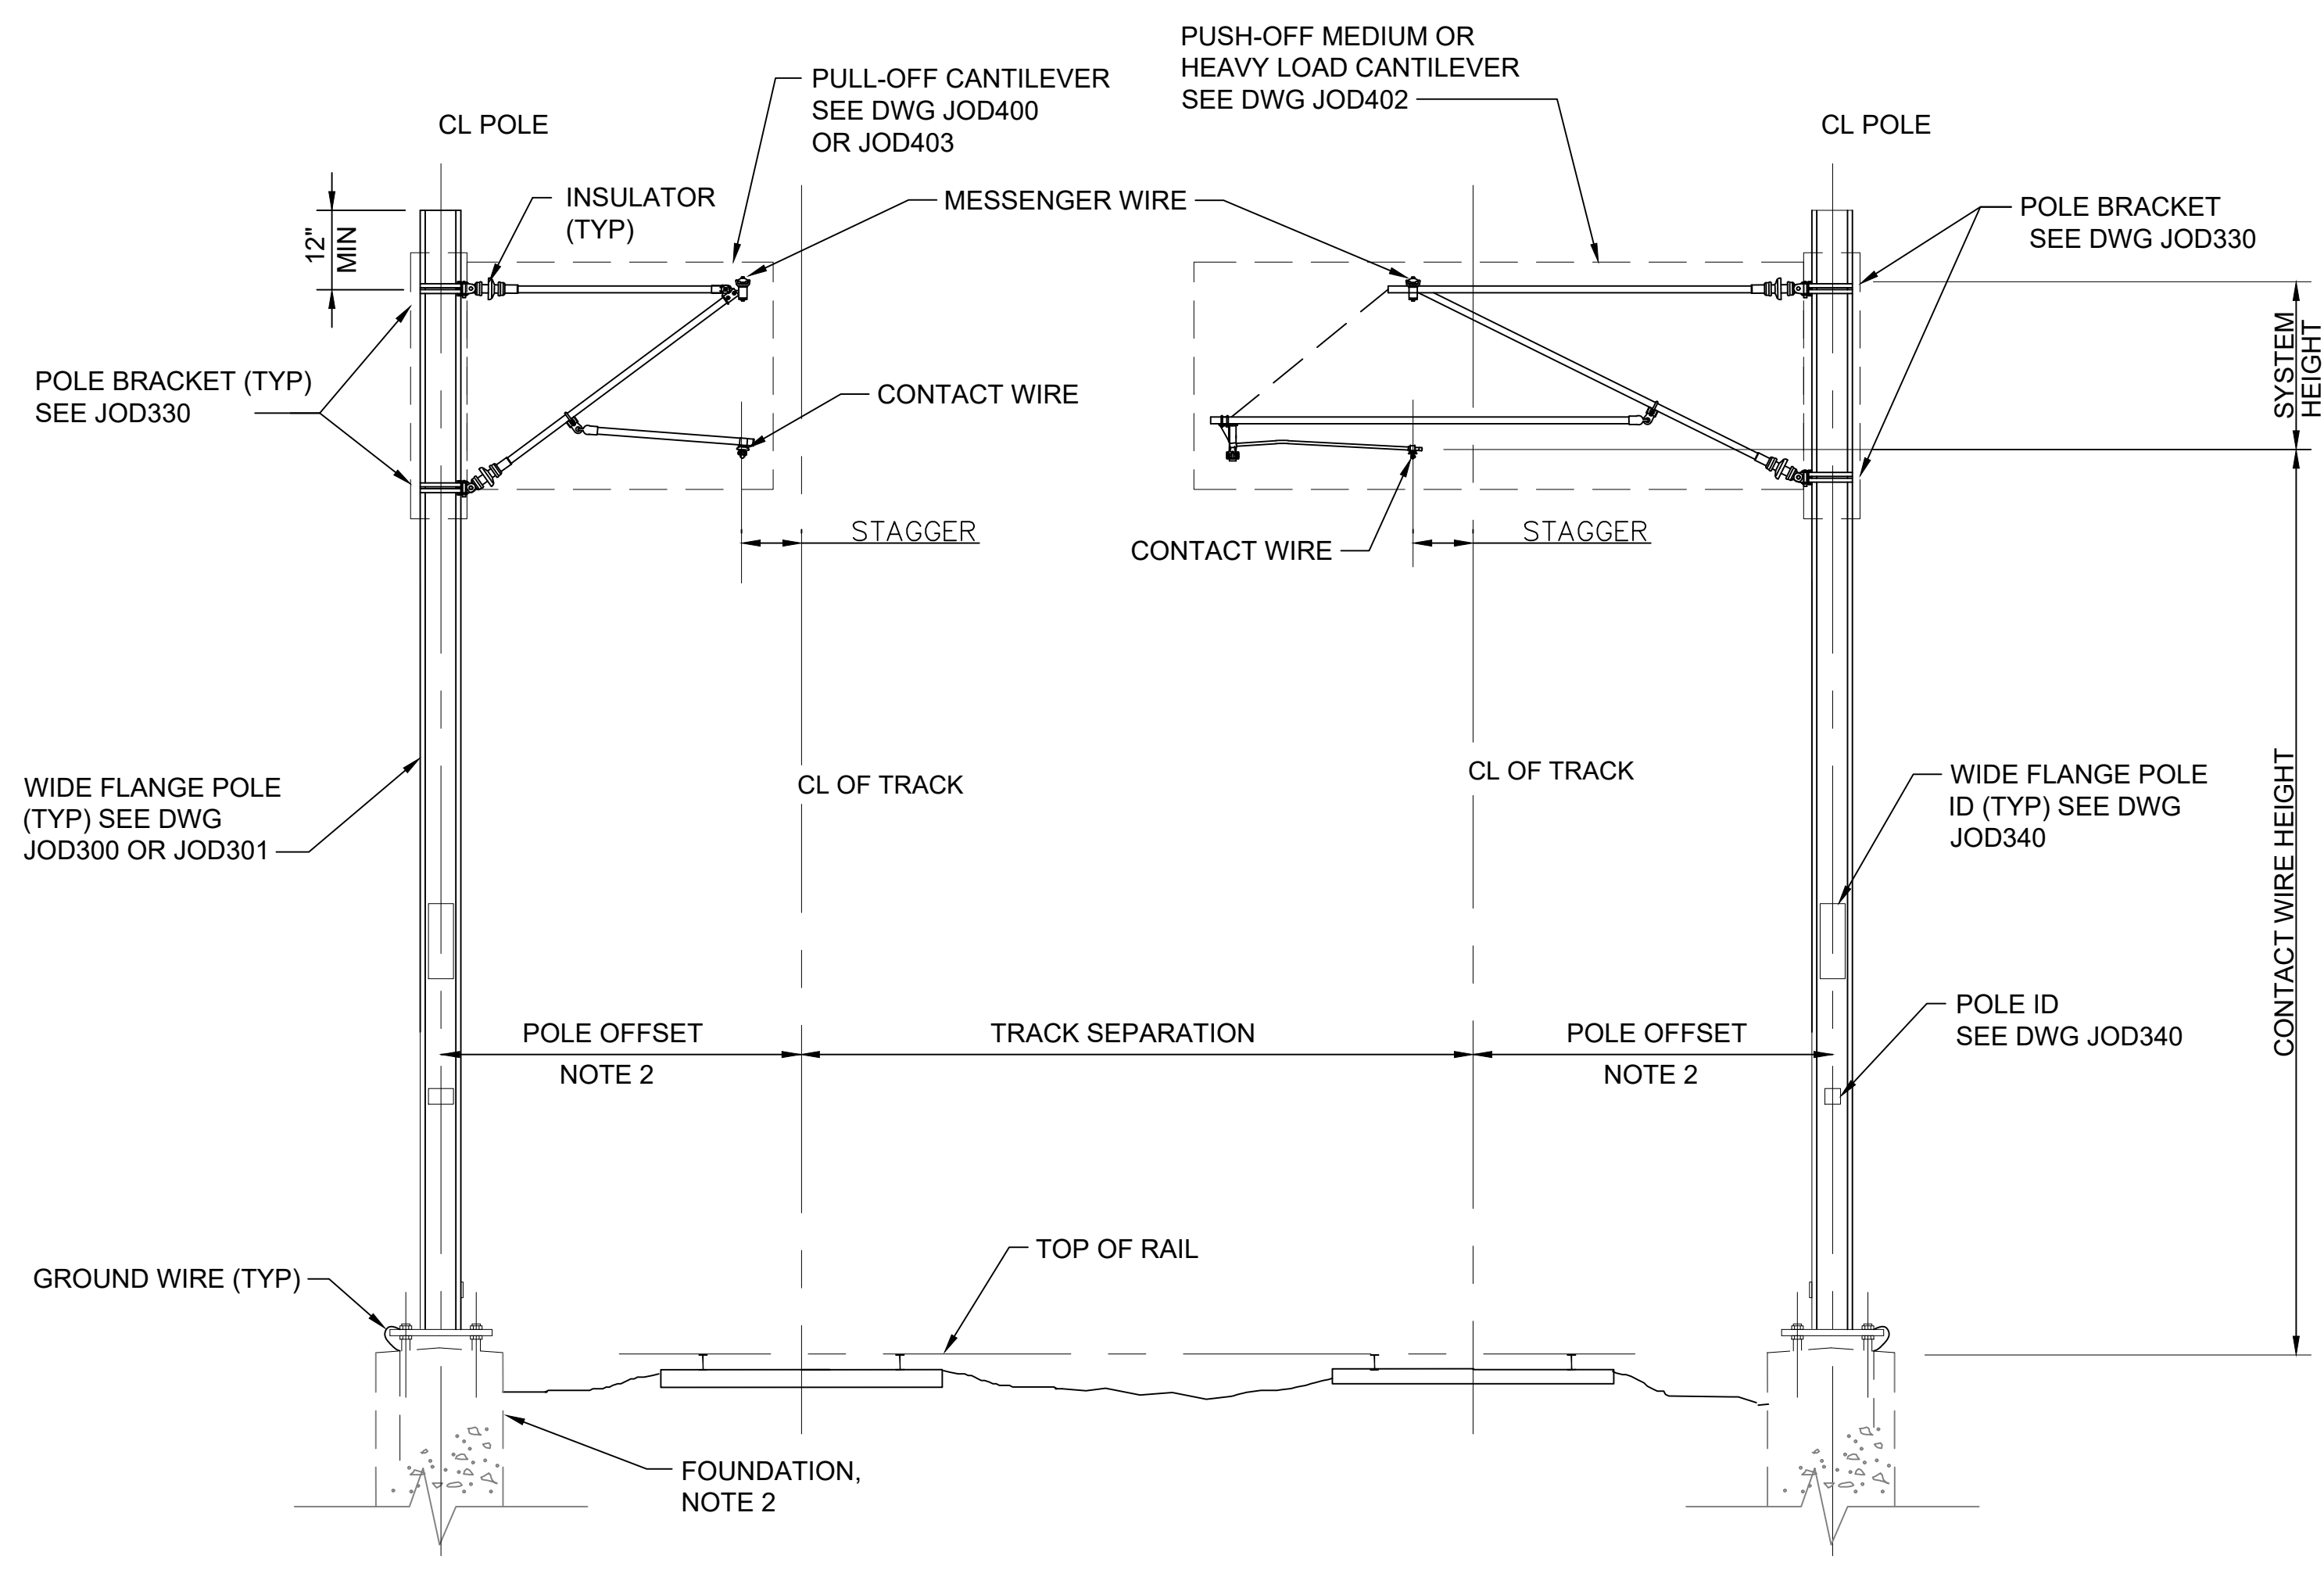 PUSH-OFF MEDIUM OR
HEAVY LOAD CANTILEVER
SEE DWG JOD402
PULL-OFF CANTILEVER
SEE DWG JOD400
OR JOD403
CL POLE
CL POLE
INSULATOR
(TYP)
MESSENGER WIRE
POLE BRACKET
SEE DWG JOD330
12"
MIN
SYSTEM
HEIGHT
POLE BRACKET (TYP)
SEE JOD330
CONTACT WIRE
STAGGER
STAGGER
CONTACT WIRE
CL OF TRACK
CL OF TRACK
WIDE FLANGE POLE
(TYP) SEE DWG
JOD300 OR JOD301
WIDE FLANGE POLE
ID (TYP) SEE DWG
JOD340
CONTACT WIRE HEIGHT
POLE ID
SEE DWG JOD340
POLE OFFSET
NOTE 2
TRACK SEPARATION
POLE OFFSET
NOTE 2
TOP OF RAIL
GROUND WIRE (TYP)
FOUNDATION,
NOTE 2